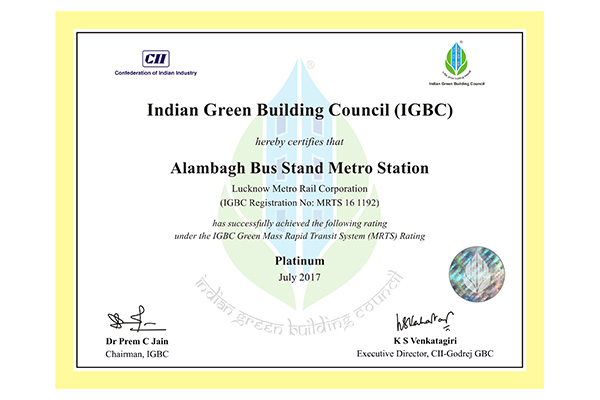 CII
Confederation of Indian Industry
Indian Green Building Council
Indian Green Building Council (IGBC)
hereby certifies that
Alambagh Bus Stand Metro Station
Lucknow Metro Rail Corporation
(IGBC Registration No: MRTS 16 1192)
has successfully achieved the following rating
under the IGBC Green Mass Rapid Transit System (MRTS) Rating
Platinum
July 2017
indian green building council
Dr Prem C Jain
Chairman, IGBC
K S Venkatagiri
Executive Director, CII-Godrej GBC